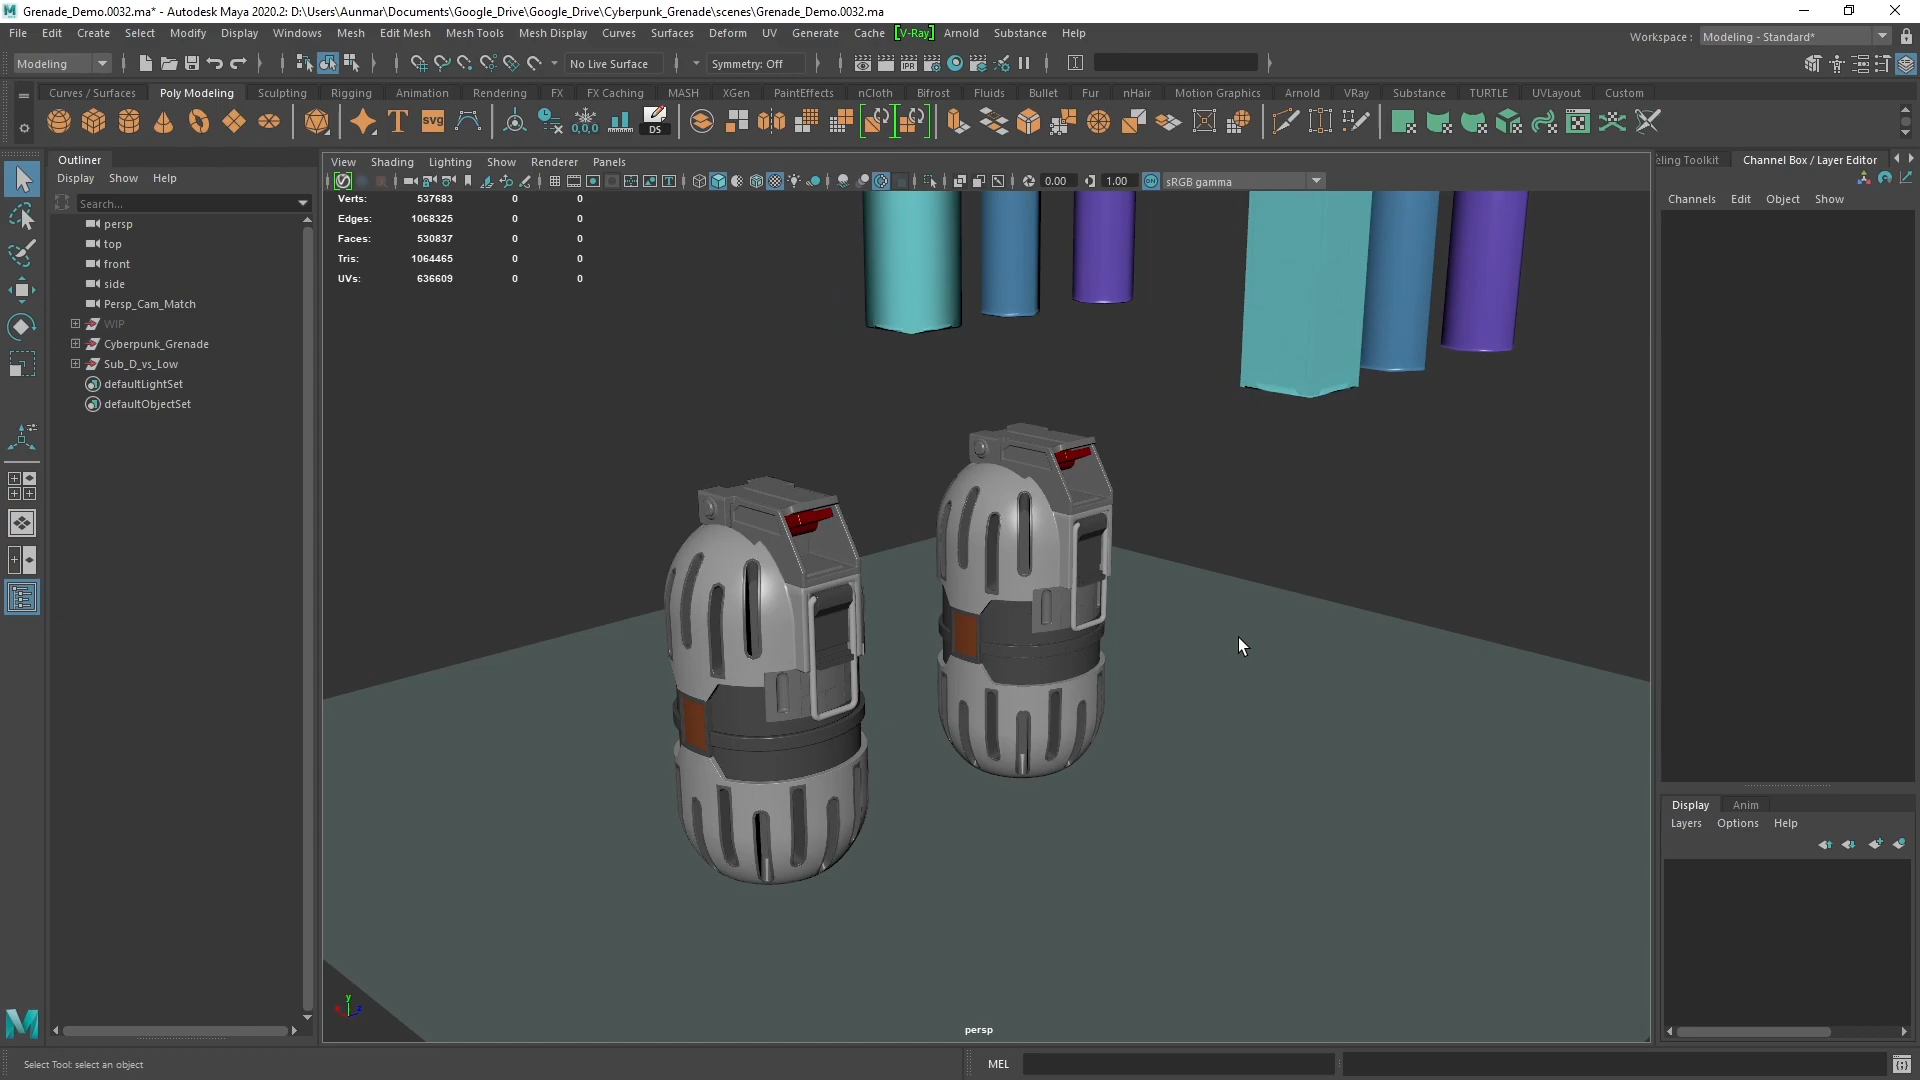 Grenade_Demo.0032.ma* - Autodesk Maya 2020.2: D:\Users\Aunmar\Documents\Google_Drive\Google_Drive\Cyberpunk_Grenade\scenes\Grenade_Demo.0032.ma
File Edit Create Select Modify Display Windows Mesh Edit Mesh Mesh Tools Mesh Display Curves Surfaces Deform UV Generate Cache [V-Ray] Arnold Substance Help
Workspace : Modeling - Standard*
Modeling No Live Surface Symmetry: Off
Curves / Surfaces Poly Modeling Sculpting Rigging Animation Rendering FX FX Caching MASH XGen PaintEffects nCloth Bifrost Fluids Bullet Fur nHair Motion Graphics Arnold VRay Substance TURTLE UVLayout Custom
T SVG 0,0,0 DS
Outliner
Display Show Help
Search...
persp
top
front
side
Persp_Cam_Match
WIP
Cyberpunk_Grenade
Sub_D_vs_Low
defaultLightSet
defaultObjectSet
View Shading Lighting Show Renderer Panels
0.00 1.00 ON sRGB gamma
Verts: 537683 0 0
Edges: 1068325 0 0
Faces: 530837 0 0
Tris: 1064465 0 0
UVs: 636609 0 0
y
persp
eling Toolkit Channel Box / Layer Editor
Channels Edit Object Show
Display Anim
Layers Options Help
Select Tool: select an object
MEL